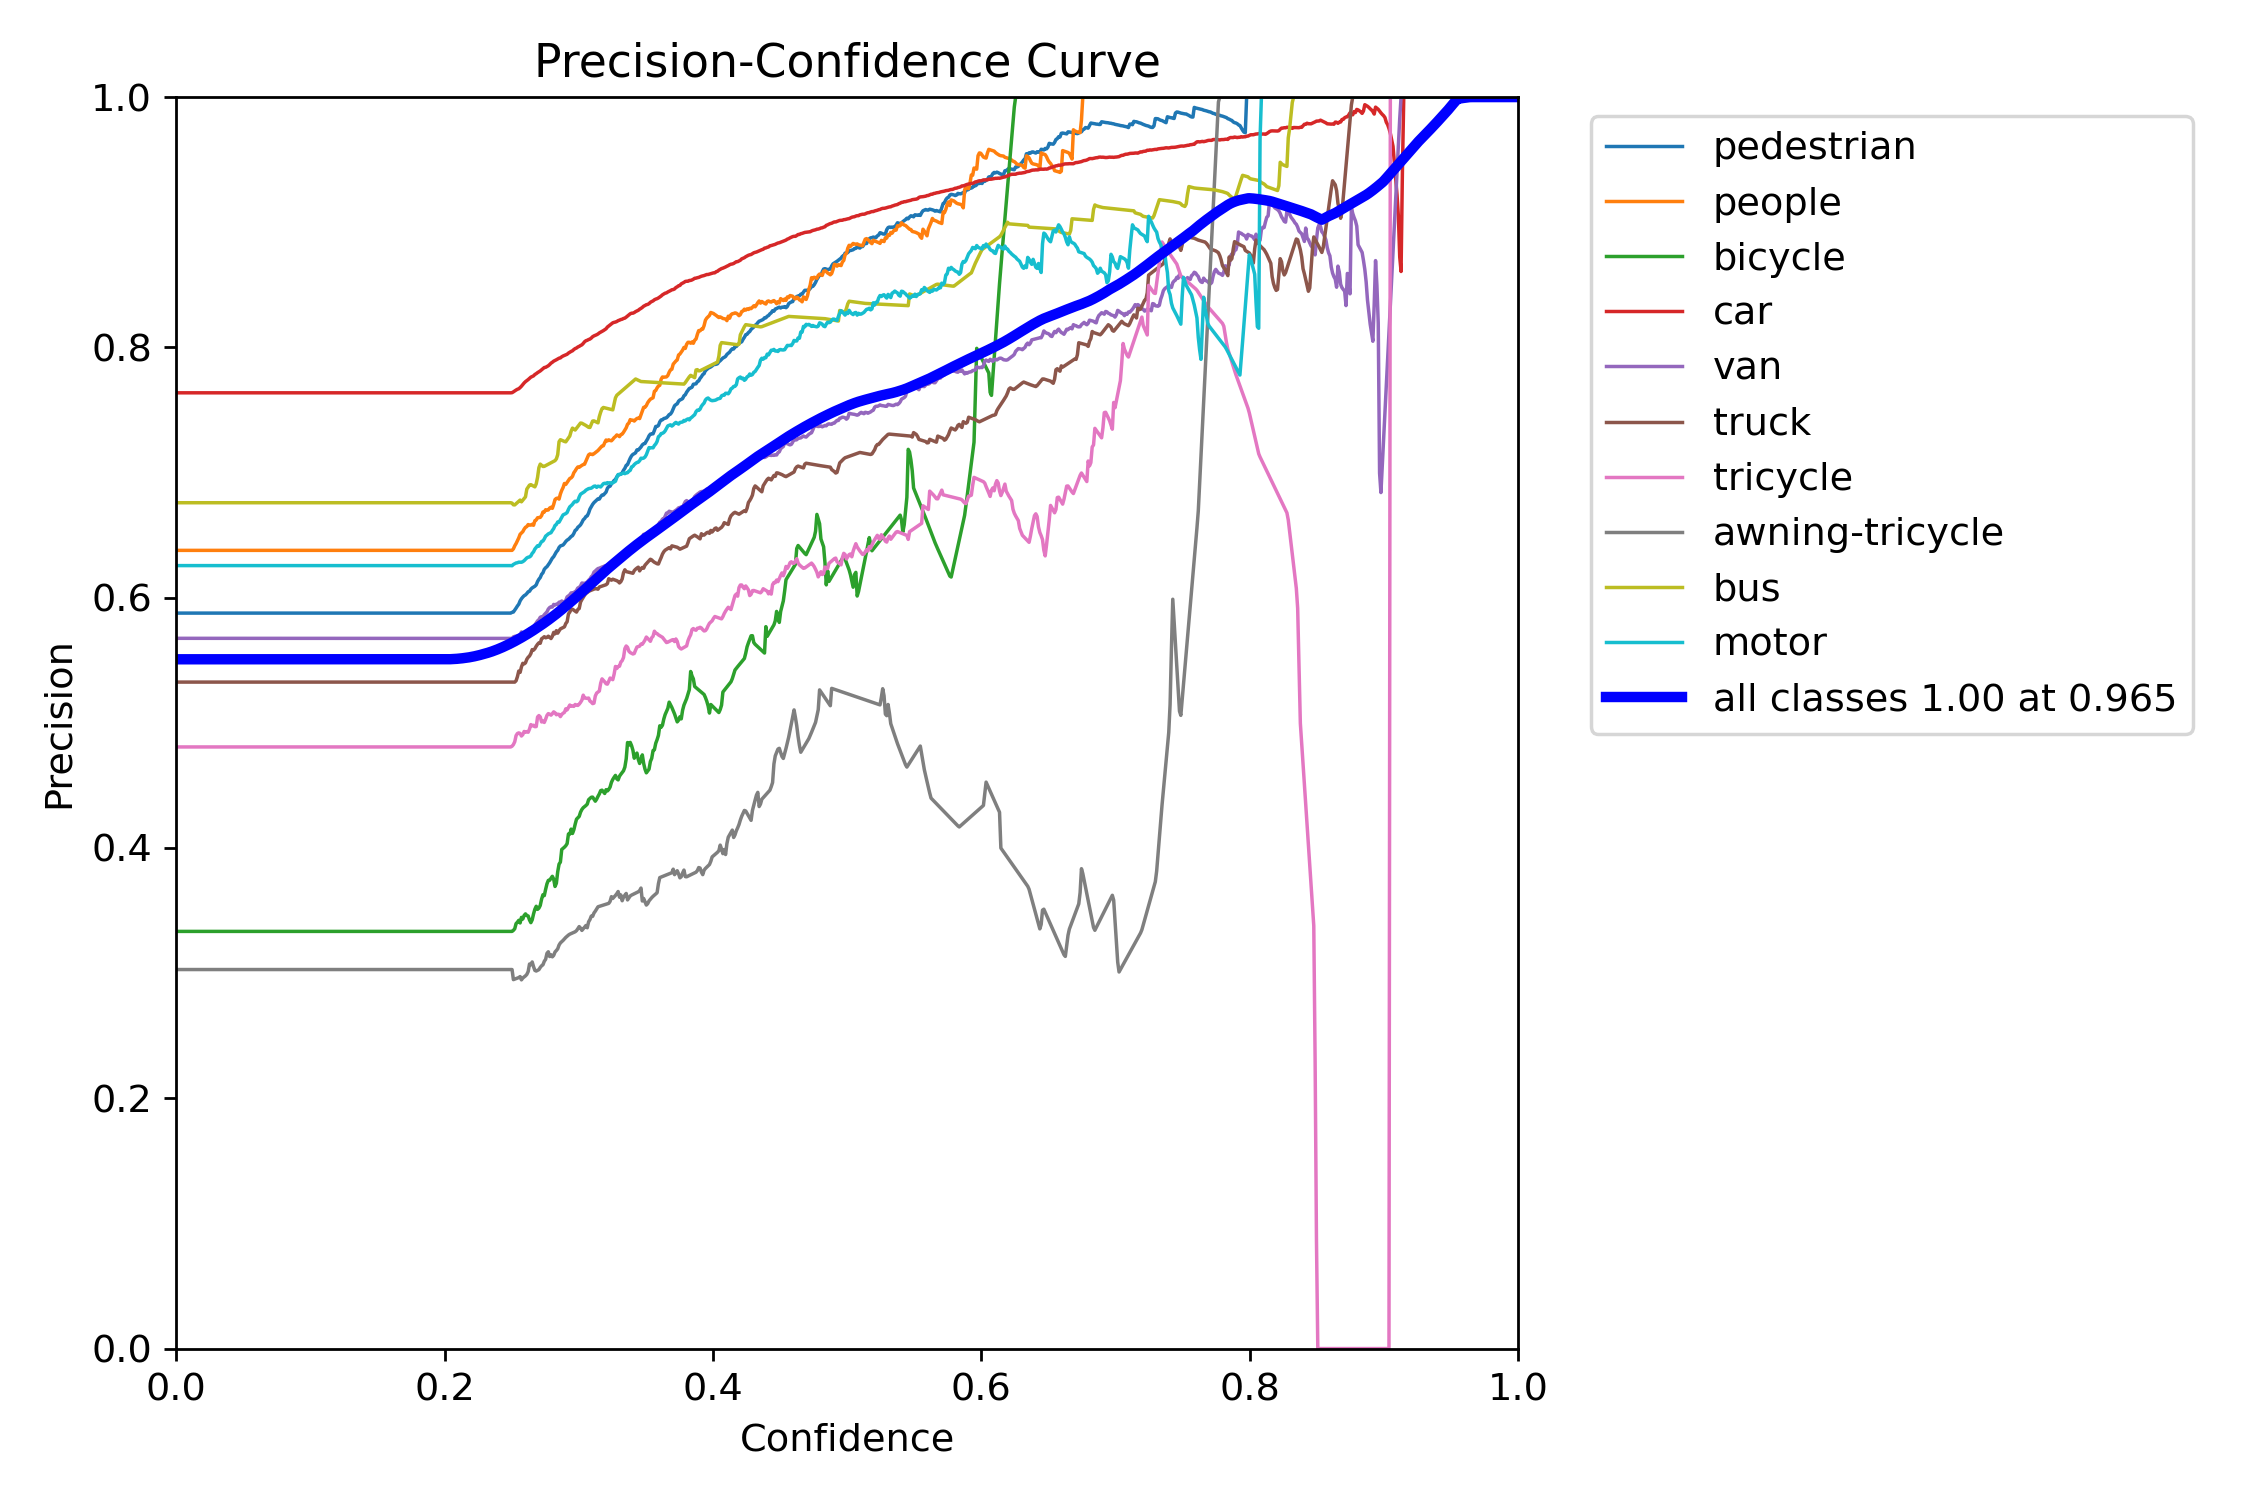 Precision-Confidence Curve
1.0
0.8
0.6
0.4
0.2
0.0
Precision
0.0 0.2 0.4 0.6 0.8 1.0
Confidence
pedestrian
people
bicycle
car
van
truck
tricycle
awning-tricycle
bus
motor
all classes 1.00 at 0.965